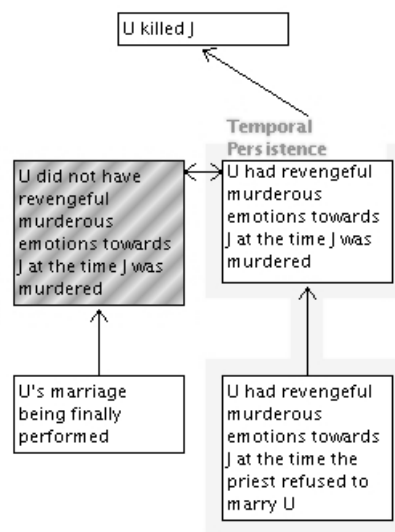 U killed J
Temporal
Persistence
U did not have
revengeful
murderous
emotions towards
J at the time J was
murdered
U had revengeful
murderous
emotions towards
J at the time J was
murdered
U's marriage
being finally
performed
U had revengeful
murderous
emotions towards
J at the time the
priest refused to
marry U